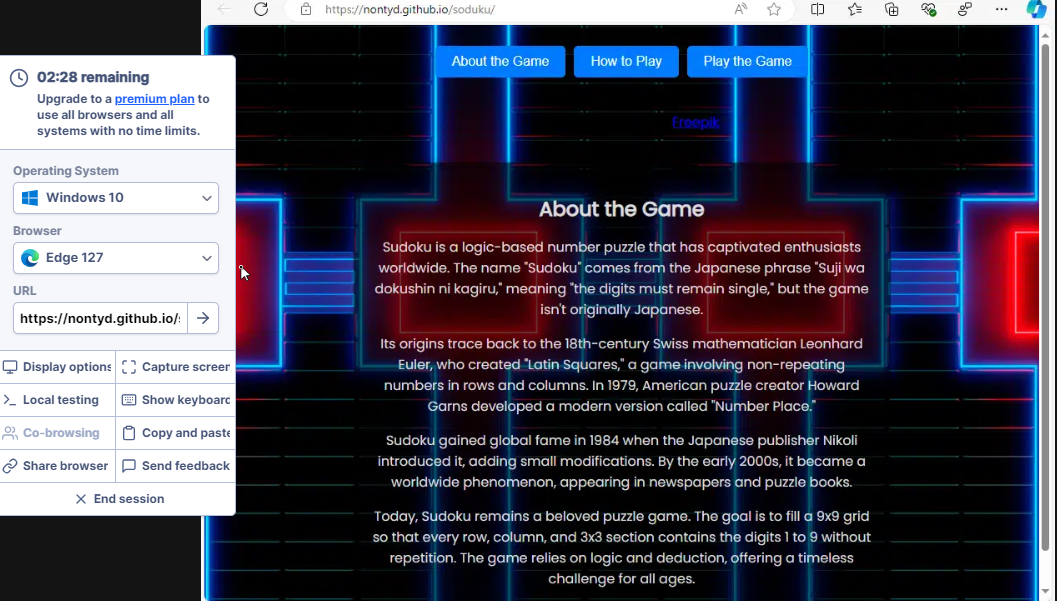 https://nontyd.github.io/soduku/
02:28 remaining
Upgrade to a premium plan to
use all browsers and all
systems with no time limits.
Operating System
Windows 10
Browser
Edge 127
URL
https://nontyd.github.io/s
Display options
Capture screen
Local testing
Show keyboard
Co-browsing
Copy and paste
Share browser
Send feedback
End session
About the Game
How to Play
Play the Game
Freepik
About the Game
Sudoku is a logic-based number puzzle that has captivated enthusiasts
worldwide. The name "Sudoku" comes from the Japanese phrase "Suji wa
dokushin ni kagiru," meaning "the digits must remain single," but the game
isn't originally Japanese.
Its origins trace back to the 18th-century Swiss mathematician Leonhard
Euler, who created "Latin Squares," a game involving non-repeating
numbers in rows and columns. In 1979, American puzzle creator Howard
Garns developed a modern version called "Number Place."
Sudoku gained global fame in 1984 when the Japanese publisher Nikoli
introduced it, adding small modifications. By the early 2000s, it became a
worldwide phenomenon, appearing in newspapers and puzzle books.
Today, Sudoku remains a beloved puzzle game. The goal is to fill a 9x9 grid
so that every row, column, and 3x3 section contains the digits 1 to 9 without
repetition. The game relies on logic and deduction, offering a timeless
challenge for all ages.